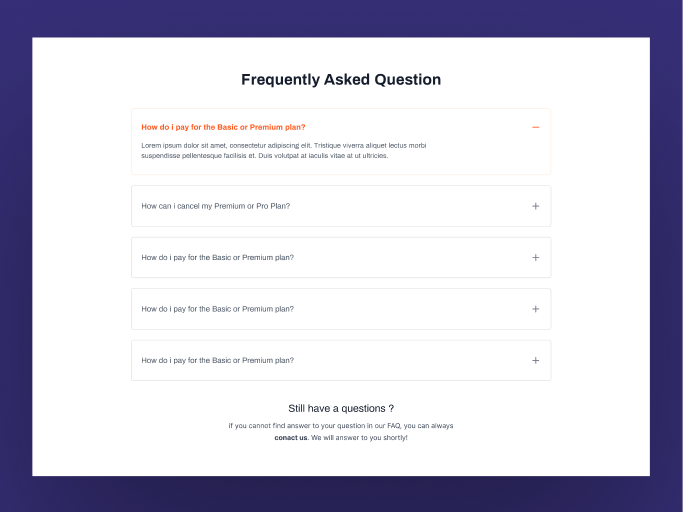 Frequently Asked Question
How do i pay for the Basic or Premium plan?
Lorem ipsum dolor sit amet, consectetur adipiscing elit. Tristique viverra aliquet lectus morbi
suspendisse pellentesque facilisis et. Duis volutpat at iaculis vitae at ut ultricies.
How can i cancel my Premium or Pro Plan?
How do i pay for the Basic or Premium plan?
How do i pay for the Basic or Premium plan?
How do i pay for the Basic or Premium plan?
Still have a questions ?
if you cannot find answer to your question in our FAQ, you can always
conact us. We will answer to you shortly!